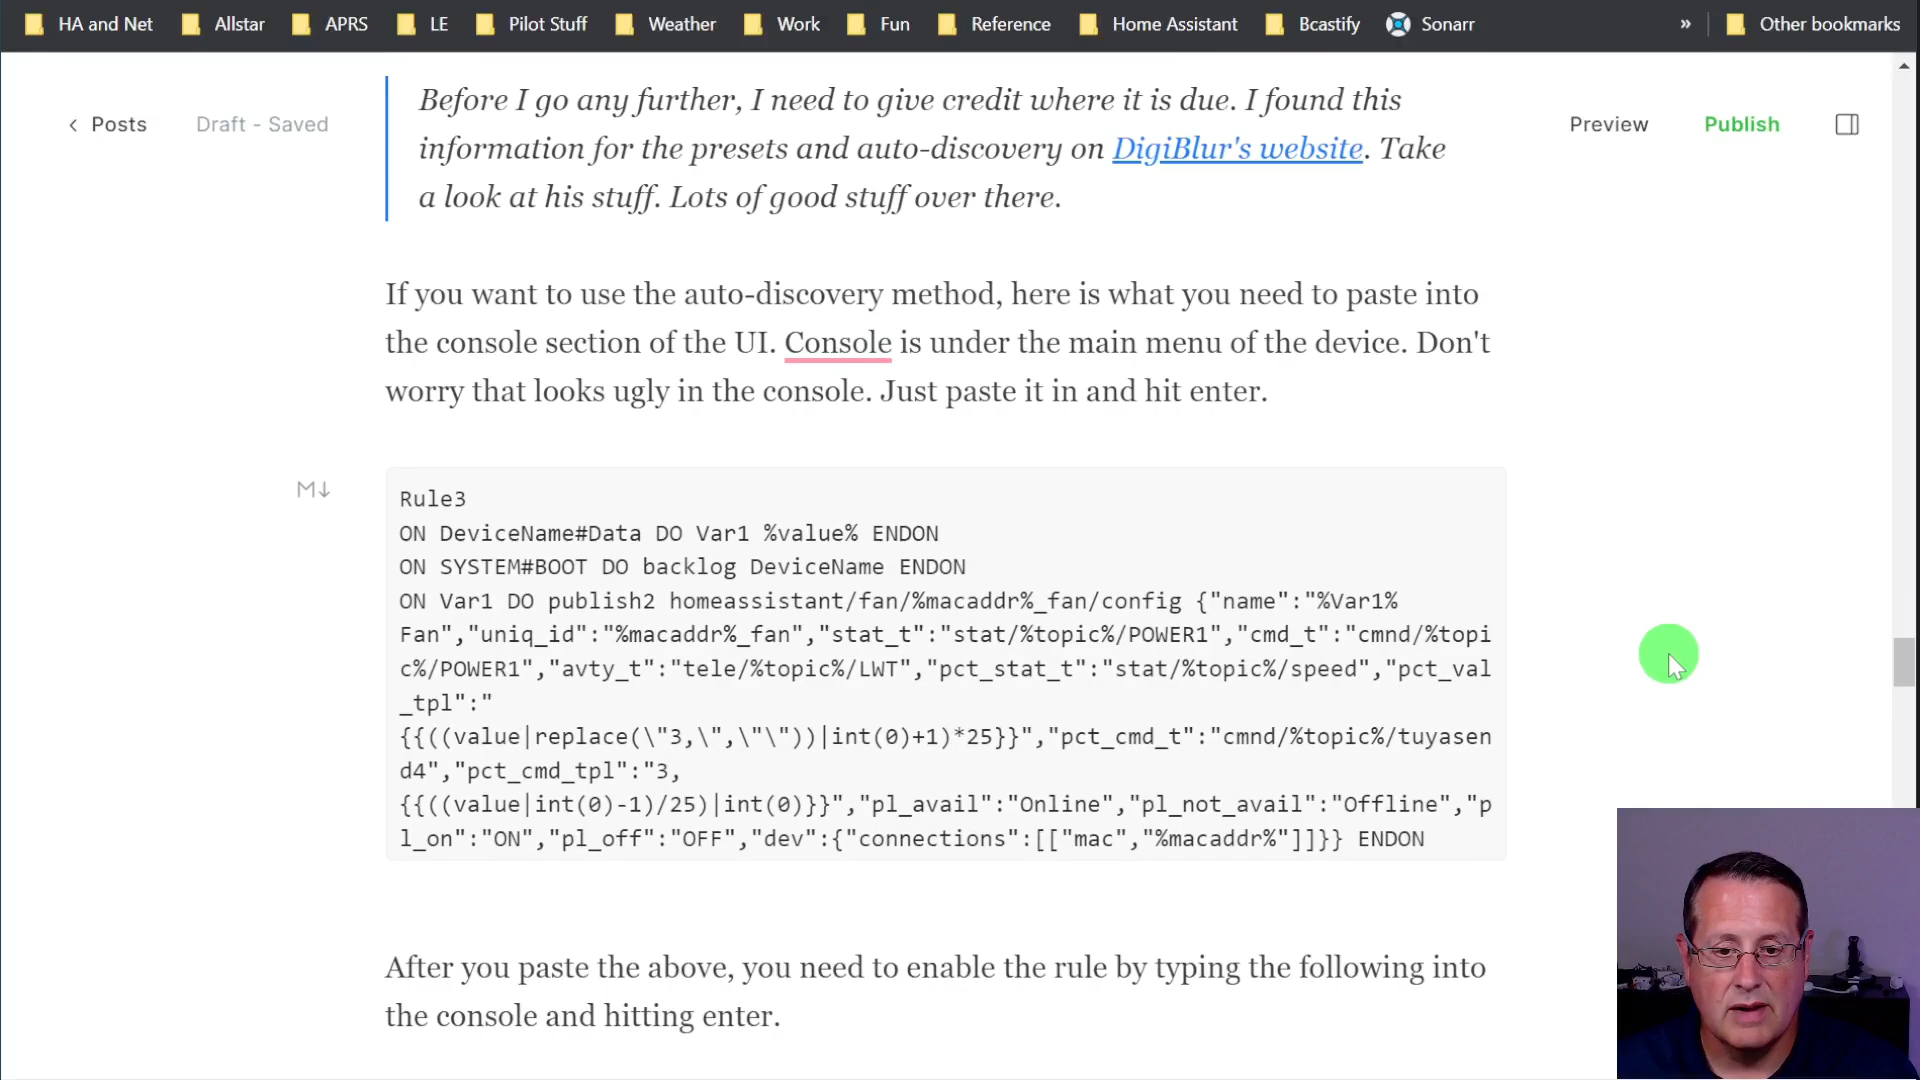 HA and Net Allstar APRS LE Pilot Stuff Weather Work Fun Reference Home Assistant Bcastify Sonarr » Other bookmarks
Before I go any further, I need to give credit where it is due. I found this
< Posts Draft - Saved Preview Publish
information for the presets and auto-discovery on DigiBlur's website. Take
a look at his stuff. Lots of good stuff over there.
If you want to use the auto-discovery method, here is what you need to paste into
the console section of the UI. Console is under the main menu of the device. Don't
worry that looks ugly in the console. Just paste it in and hit enter.
M↓
Rule3
ON DeviceName#Data DO Var1 %value% ENDON
ON SYSTEM#BOOT DO backlog DeviceName ENDON
ON Var1 DO publish2 homeassistant/fan/%macaddr%_fan/config {"name":"%Var1%
Fan","uniq_id":"%macaddr%_fan","stat_t":"stat/%topic%/POWER1","cmd_t":"cmnd/%topi
c%/POWER1","avty_t":"tele/%topic%/LWT","pct_stat_t":"stat/%topic%/speed","pct_val
_tpl":"
{{((value|replace(\"3,\",\"\"))|int(0)+1)*25}}","pct_cmd_t":"cmnd/%topic%/tuyasen
d4","pct_cmd_tpl":"3,
{{((value|int(0)-1)/25)|int(0)}}","pl_avail":"Online","pl_not_avail":"Offline","p
l_on":"ON","pl_off":"OFF","dev":{"connections":[["mac","%macaddr%"]]}} ENDON
After you paste the above, you need to enable the rule by typing the following into
the console and hitting enter.